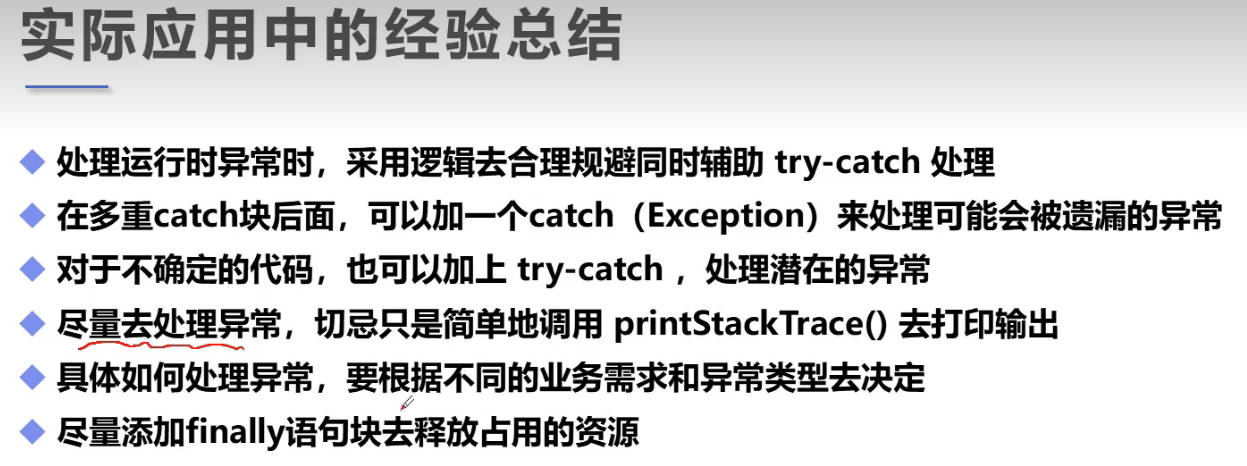 实际应用中的经验总结
处理运行时异常时，采用逻辑去合理规避同时辅助 try-catch 处理
在多重catch块后面，可以加一个catch（Exception）来处理可能会被遗漏的异常
对于不确定的代码，也可以加上 try-catch ，处理潜在的异常
尽量去处理异常，切忌只是简单地调用 printStackTrace() 去打印输出
具体如何处理异常，要根据不同的业务需求和异常类型去决定
尽量添加finally语句块去释放占用的资源